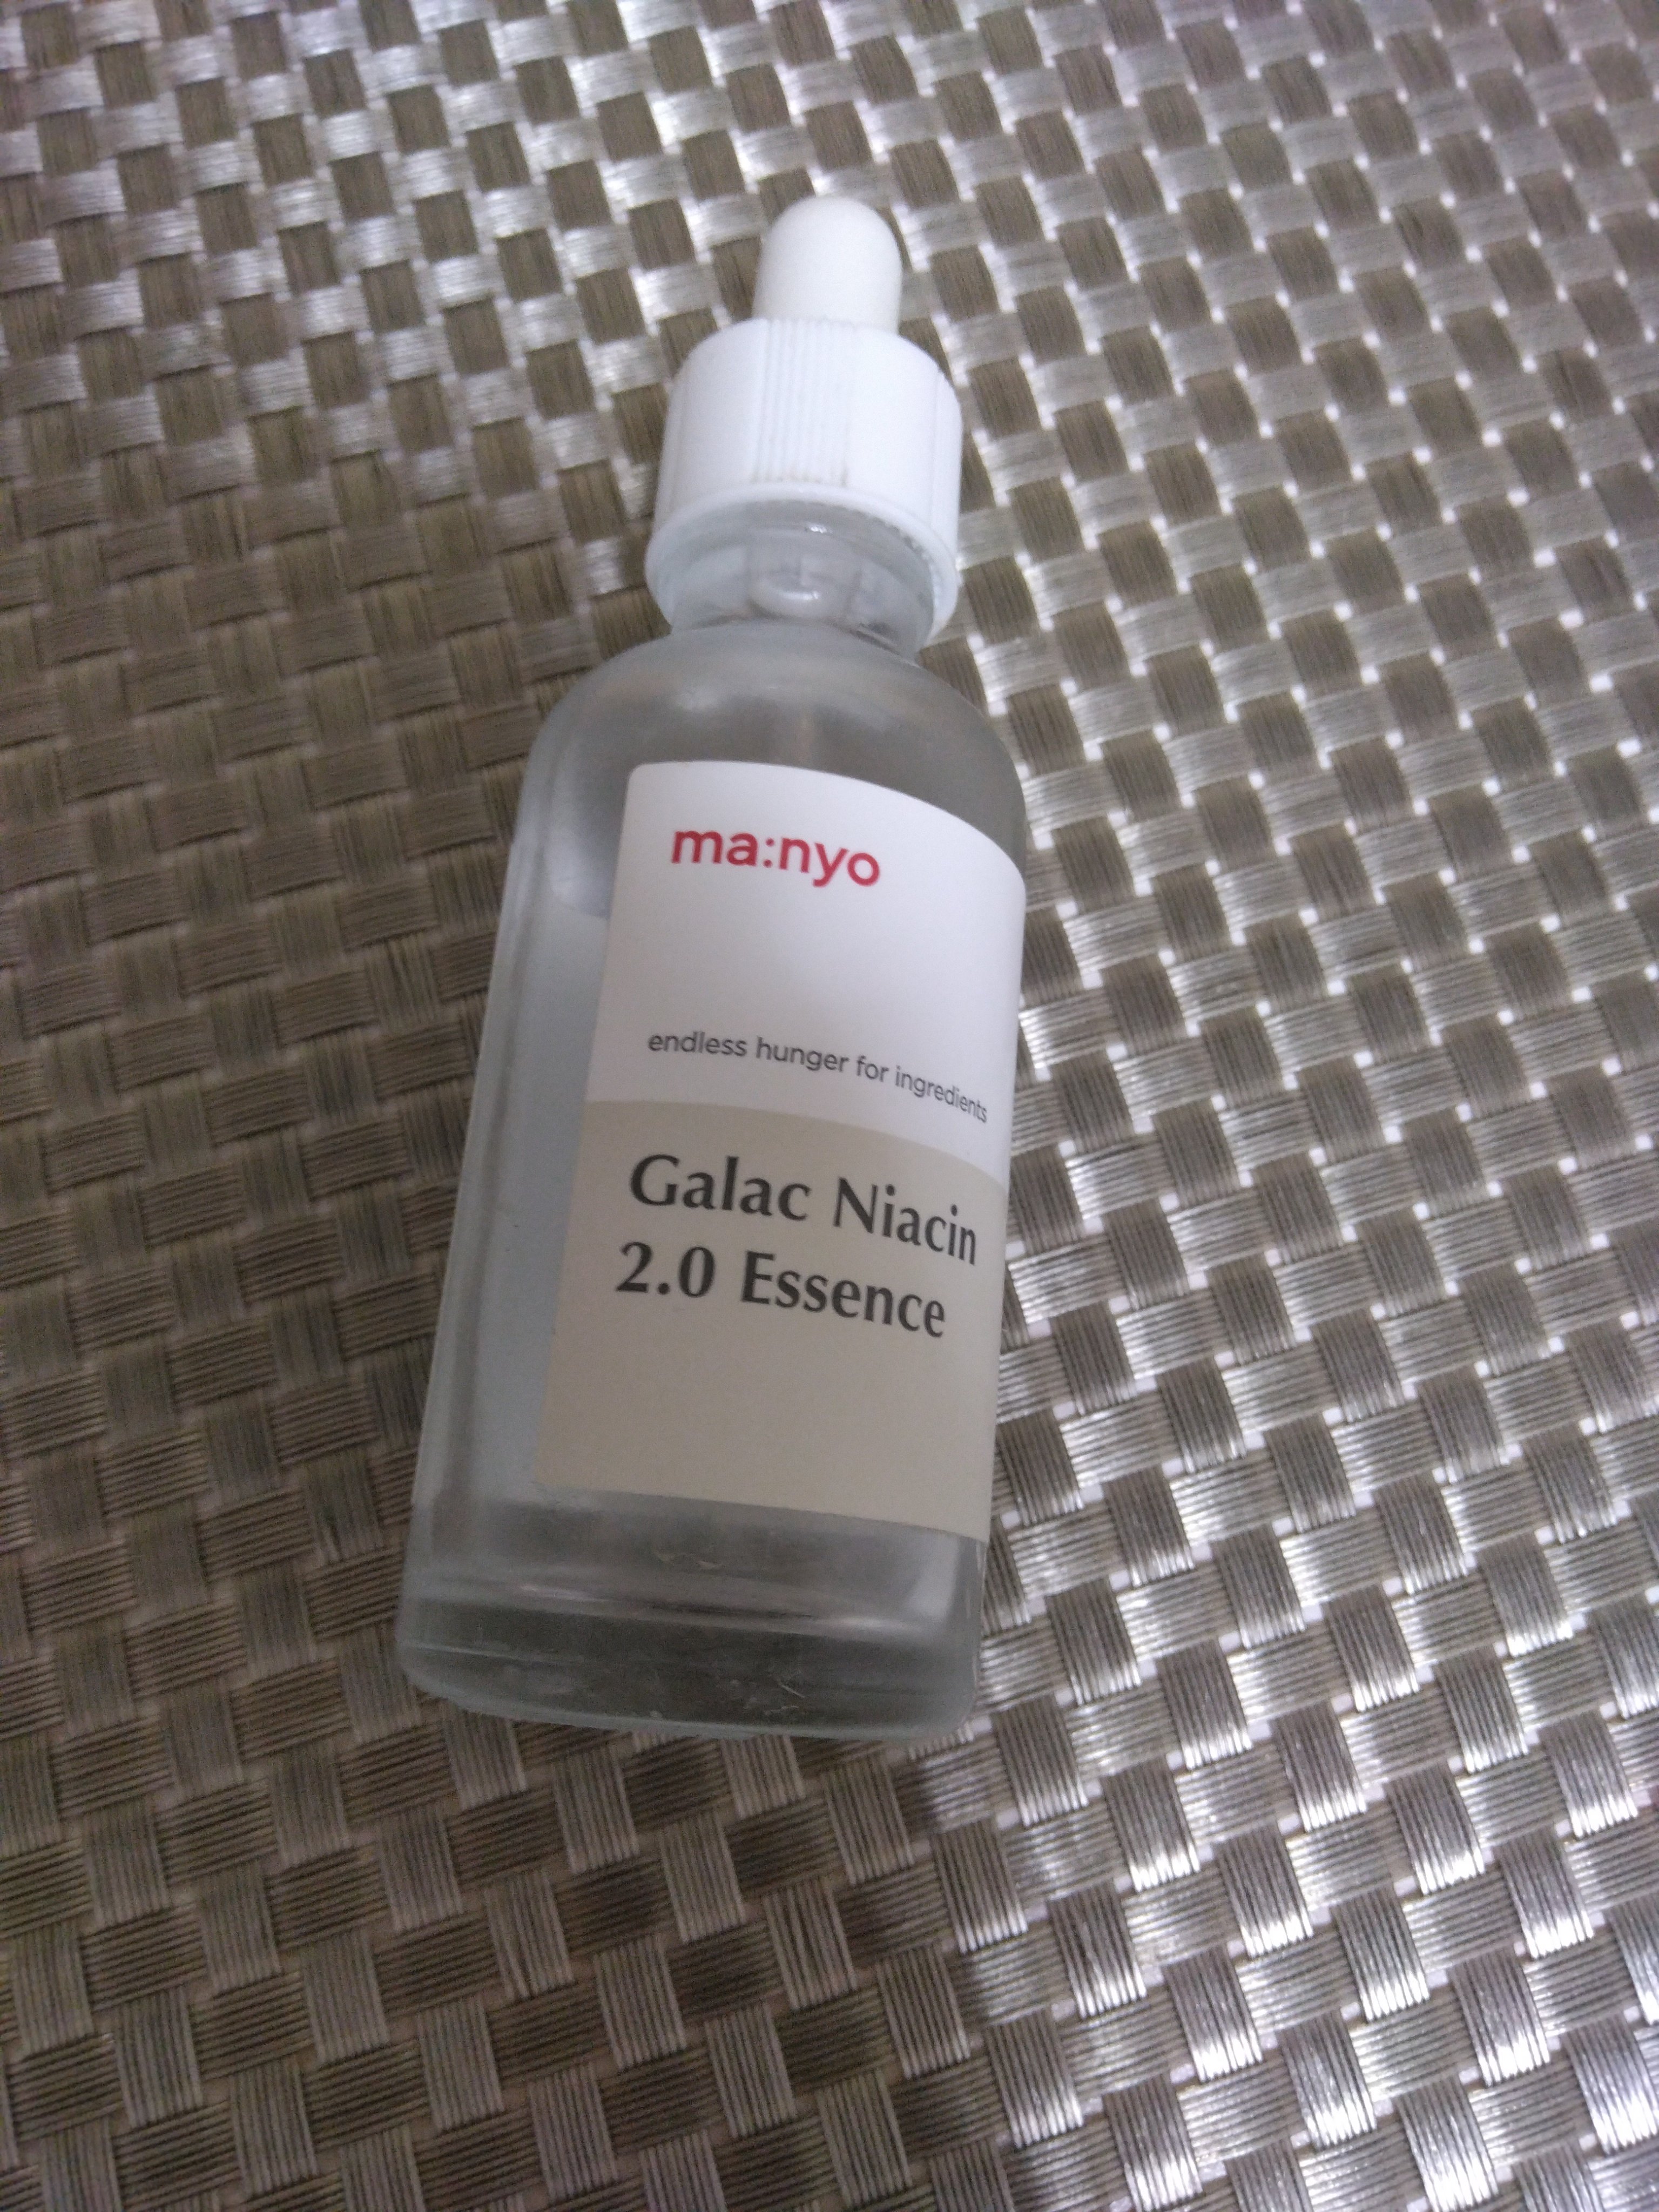 ma:nyo
endless hunger for ingredients
Galac Niacin
2.0 Essence